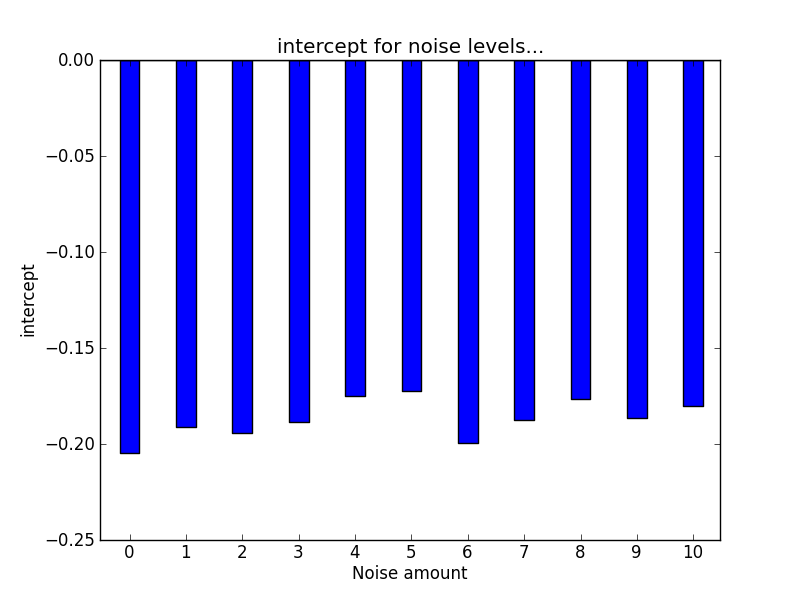 intercept for noise levels...
0.00
−0.05
−0.10
−0.15
−0.20
−0.25
intercept
0 1 2 3 4 5 6 7 8 9 10
Noise amount